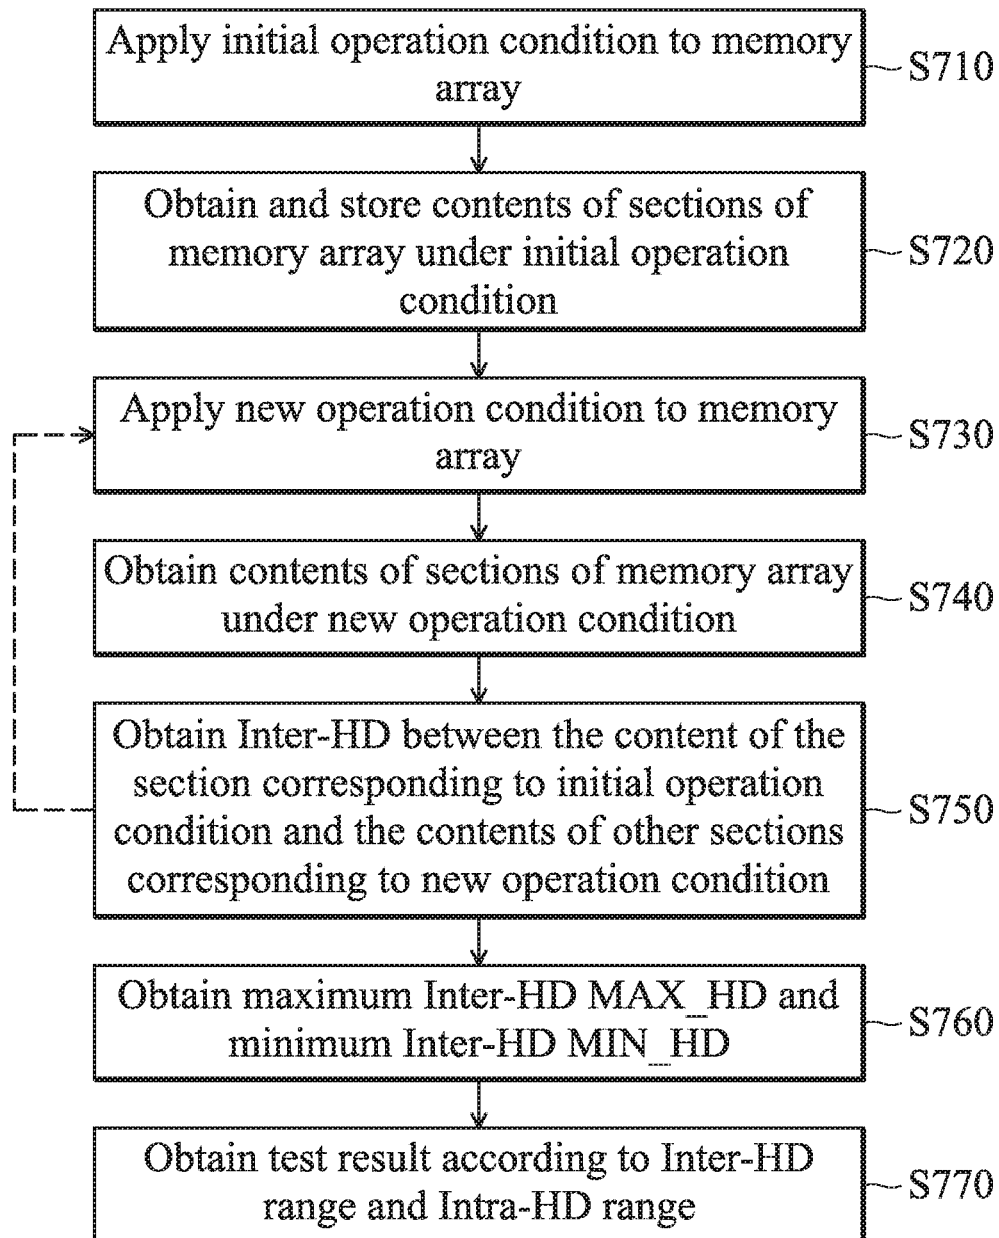 Apply initial operation condition to memory
array
S710
Obtain and store contents of sections of
memory array under initial operation
condition
S720
Apply new operation condition to memory
array
S730
Obtain contents of sections of memory array
under new operation condition
S740
Obtain Inter-HD between the content of the
section corresponding to initial operation
condition and the contents of other sections
corresponding to new operation condition
S750
Obtain maximum Inter-HD MAX_HD and
minimum Inter-HD MIN_HD
S760
Obtain test result according to Inter-HD
range and Intra-HD range
S770